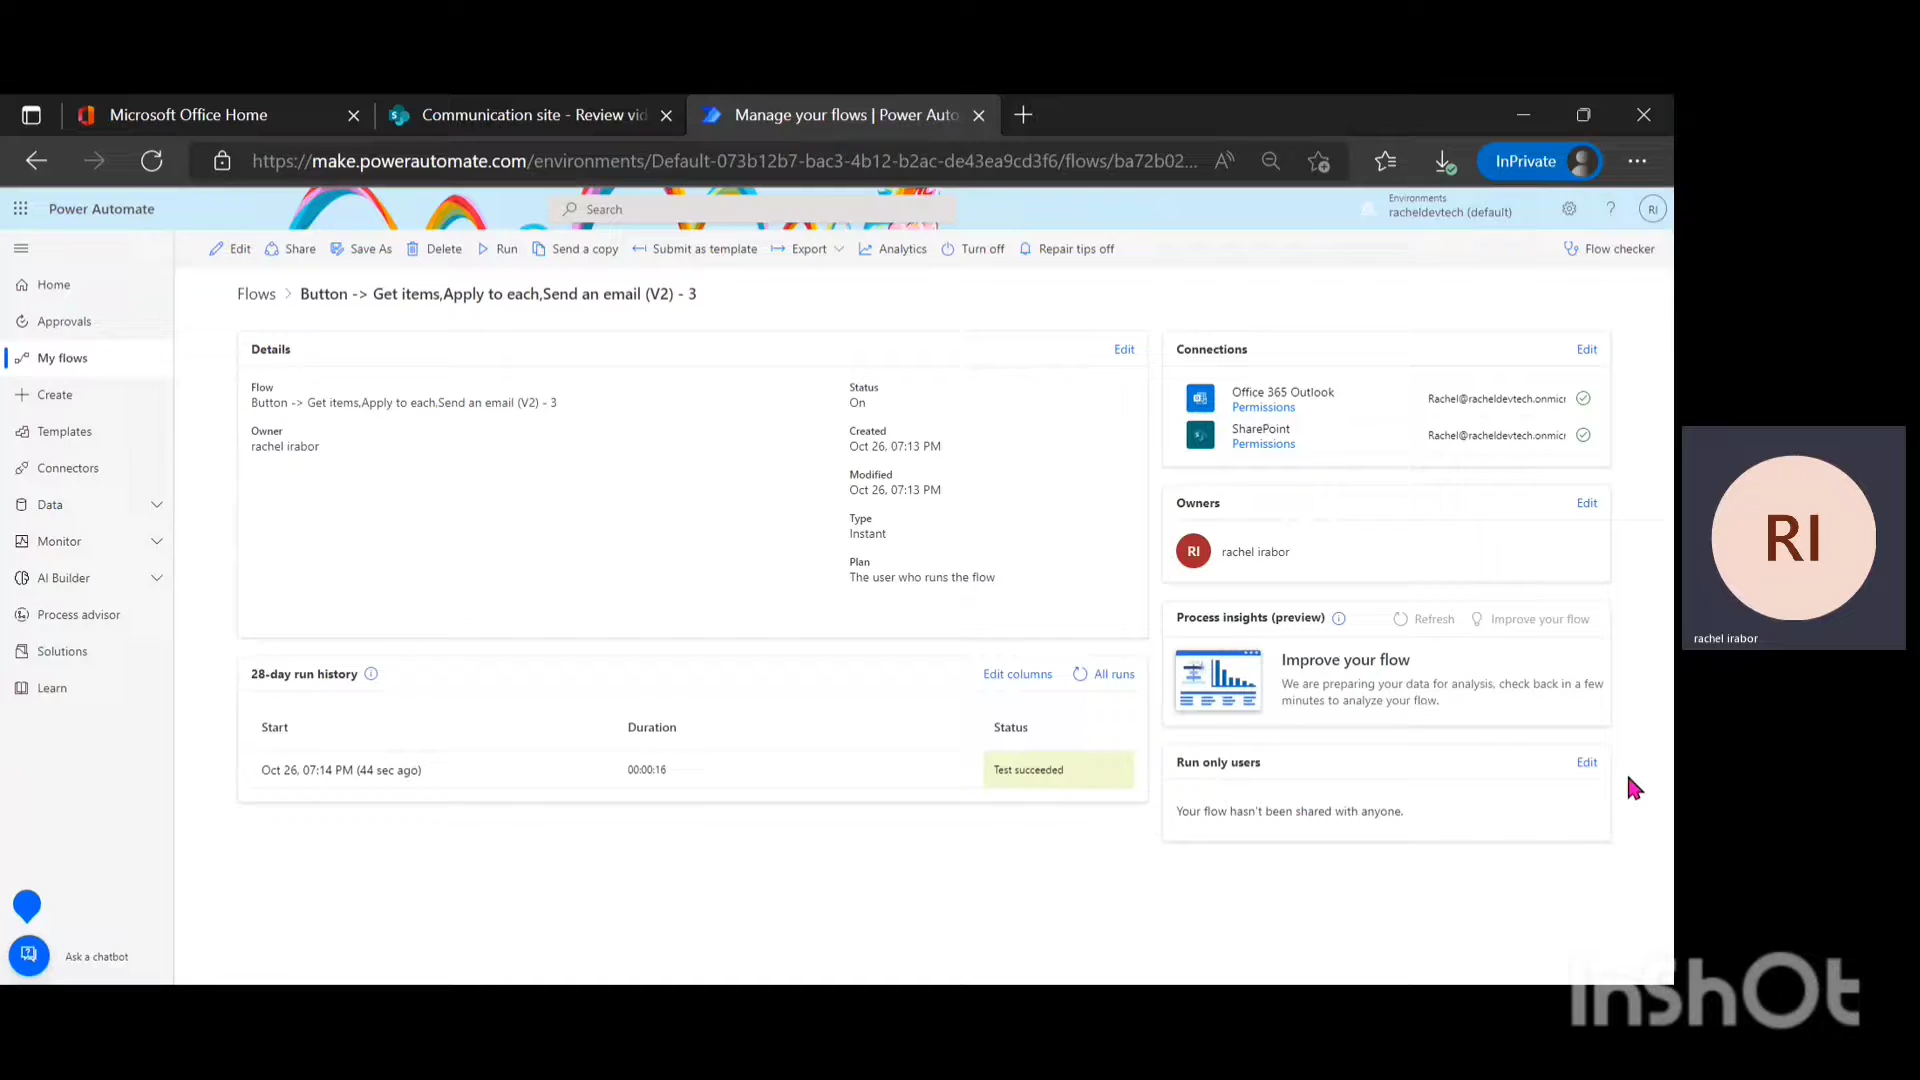 Microsoft Office Home
Communication site - Review vid
Manage your flows | Power Auto
https://make.powerautomate.com/environments/Default-073b12b7-bac3-4b12-b2ac-de43ea9cd3f6/flows/ba72b02...
InPrivate
Power Automate
Search
Environments
racheldevtech (default)
RI
Edit
Share
Save As
Delete
Run
Send a copy
Submit as template
Export
Analytics
Turn off
Repair tips off
Flow checker
Home
Approvals
My flows
Create
Templates
Connectors
Data
Monitor
AI Builder
Process advisor
Solutions
Learn
Ask a chatbot
Flows > Button -> Get items,Apply to each,Send an email (V2) - 3
Details
Edit
Flow
Button -> Get items,Apply to each,Send an email (V2) - 3
Owner
rachel irabor
Status
On
Created
Oct 26, 07:13 PM
Modified
Oct 26, 07:13 PM
Type
Instant
Plan
The user who runs the flow
28-day run history
Edit columns
All runs
Start Duration Status
Oct 26, 07:14 PM (44 sec ago) 00:00:16 Test succeeded
Connections
Edit
Office 365 Outlook
Permissions
Rachel@racheldevtech.onmicr
SharePoint
Permissions
Rachel@racheldevtech.onmicr
Owners
Edit
RI
rachel irabor
Process insights (preview)
Refresh
Improve your flow
Improve your flow
We are preparing your data for analysis, check back in a few
minutes to analyze your flow.
Run only users
Edit
Your flow hasn't been shared with anyone.
RI
rachel irabor
InShOt